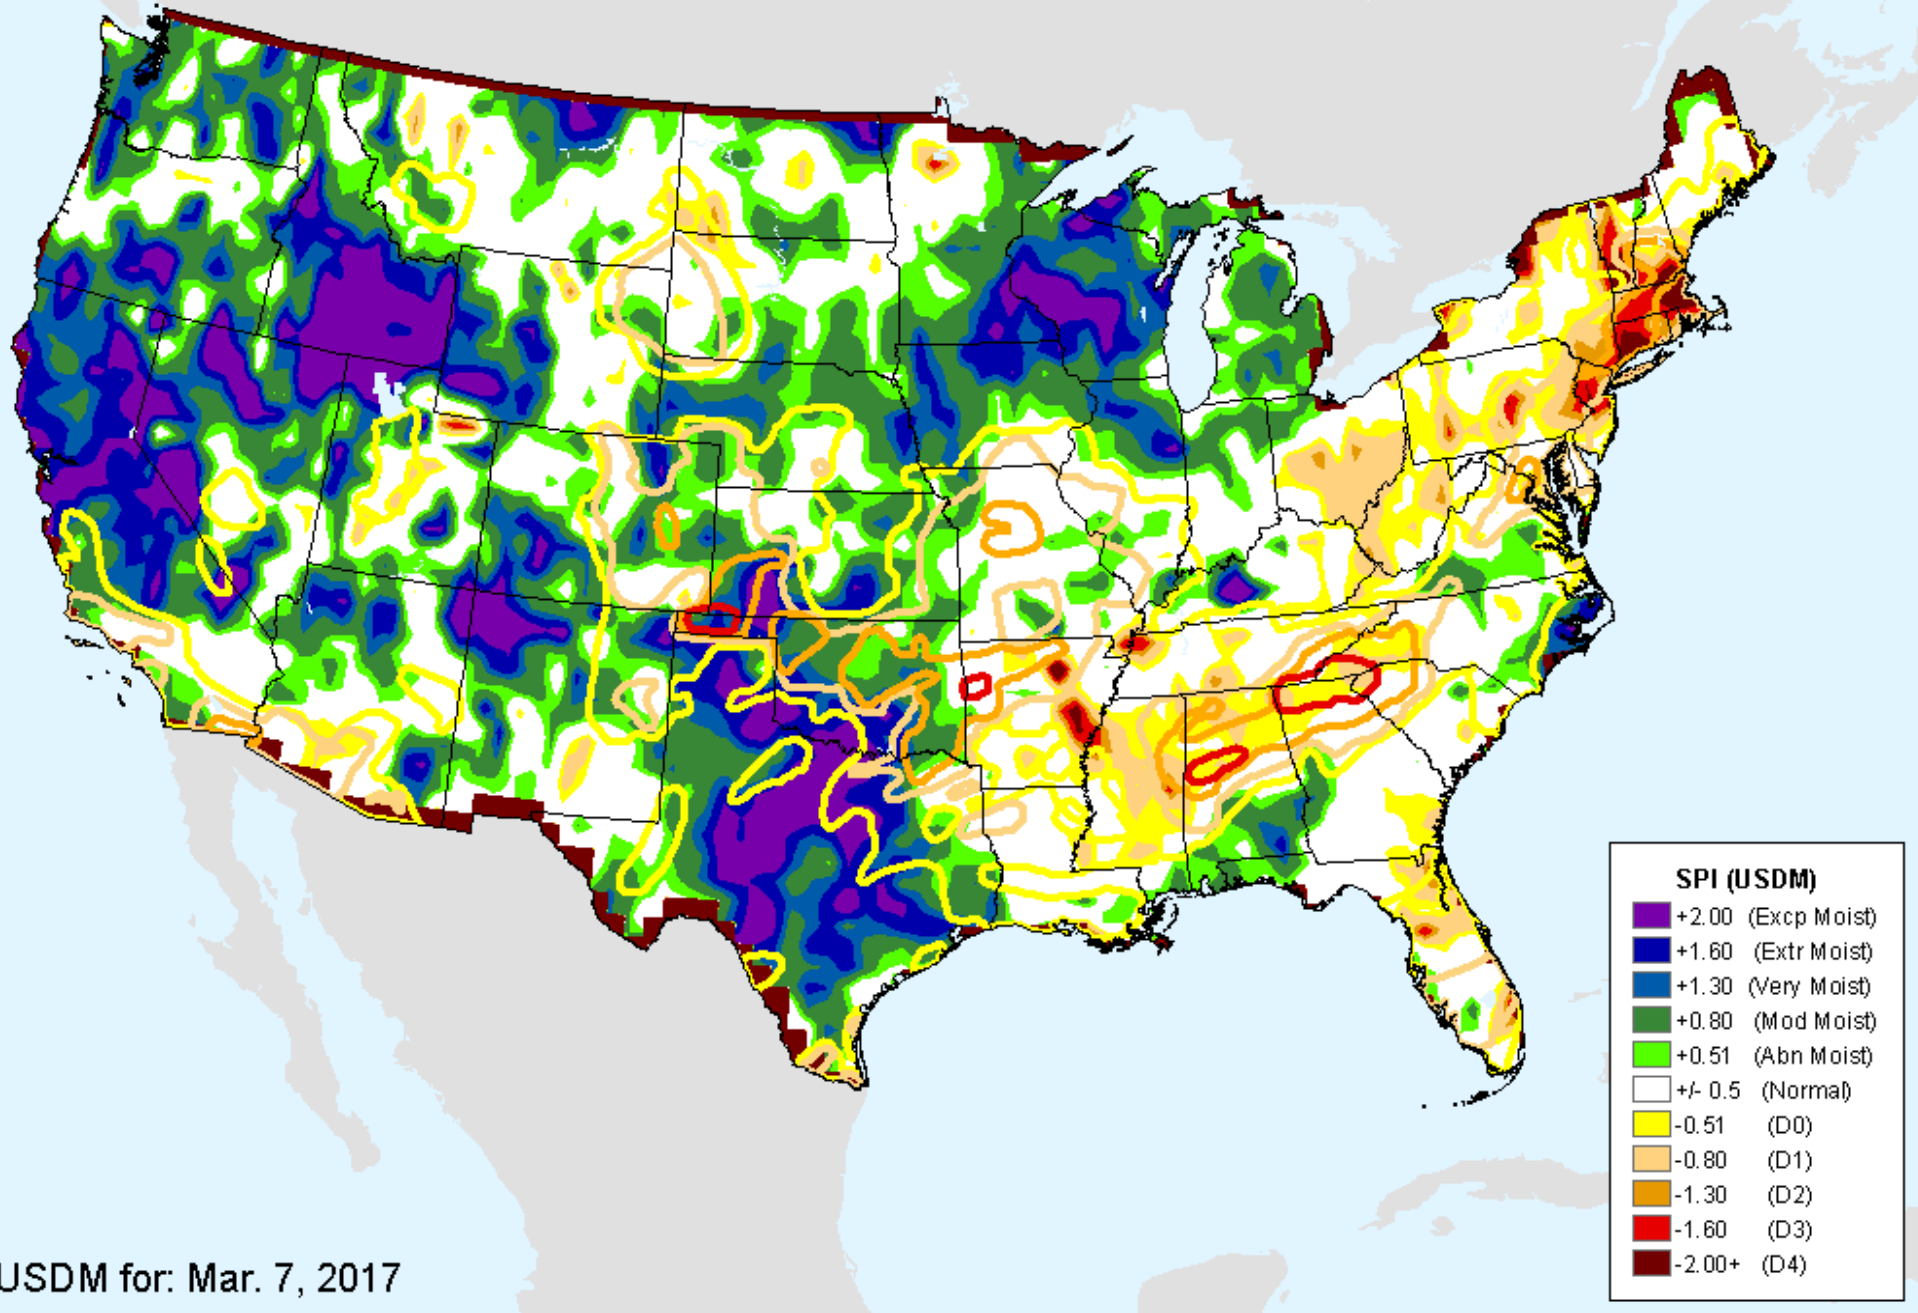 SPI (USDM)
+2.00 (Excp Moist)
+1.60 (Extr Moist)
+1.30 (Very Moist)
+0.80 (Mod Moist)
+0.51 (Abn Moist)
+/- 0.5 (Normal)
-0.51 (D0)
-0.80 (D1)
-1.30 (D2)
-1.60 (D3)
-2.00+ (D4)
USDM for: Mar. 7, 2017